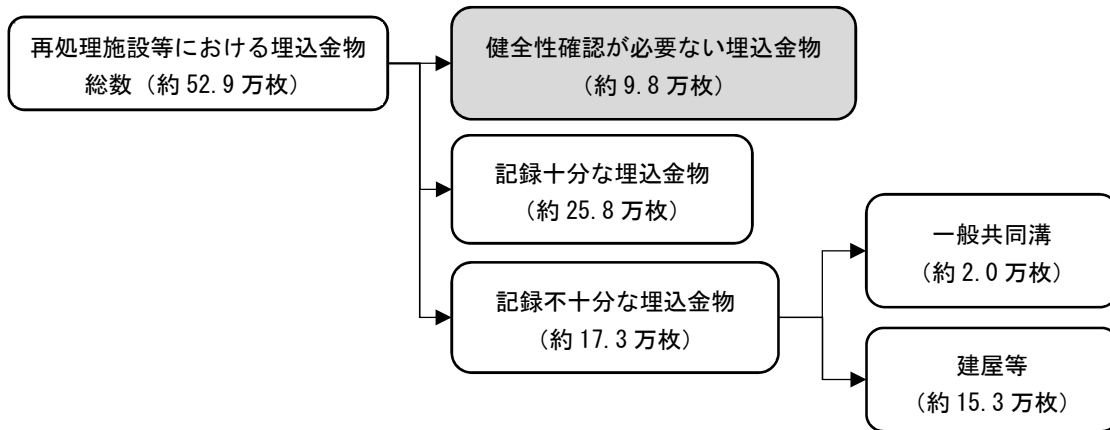 再処理施設等における埋込金物
総数（約 52.9 万枚）
健全性確認が必要ない埋込金物
（約 9.8 万枚）
記録十分な埋込金物
（約 25.8 万枚）
記録不十分な埋込金物
（約 17.3 万枚）
一般共同溝
（約 2.0 万枚）
建屋等
（約 15.3 万枚）